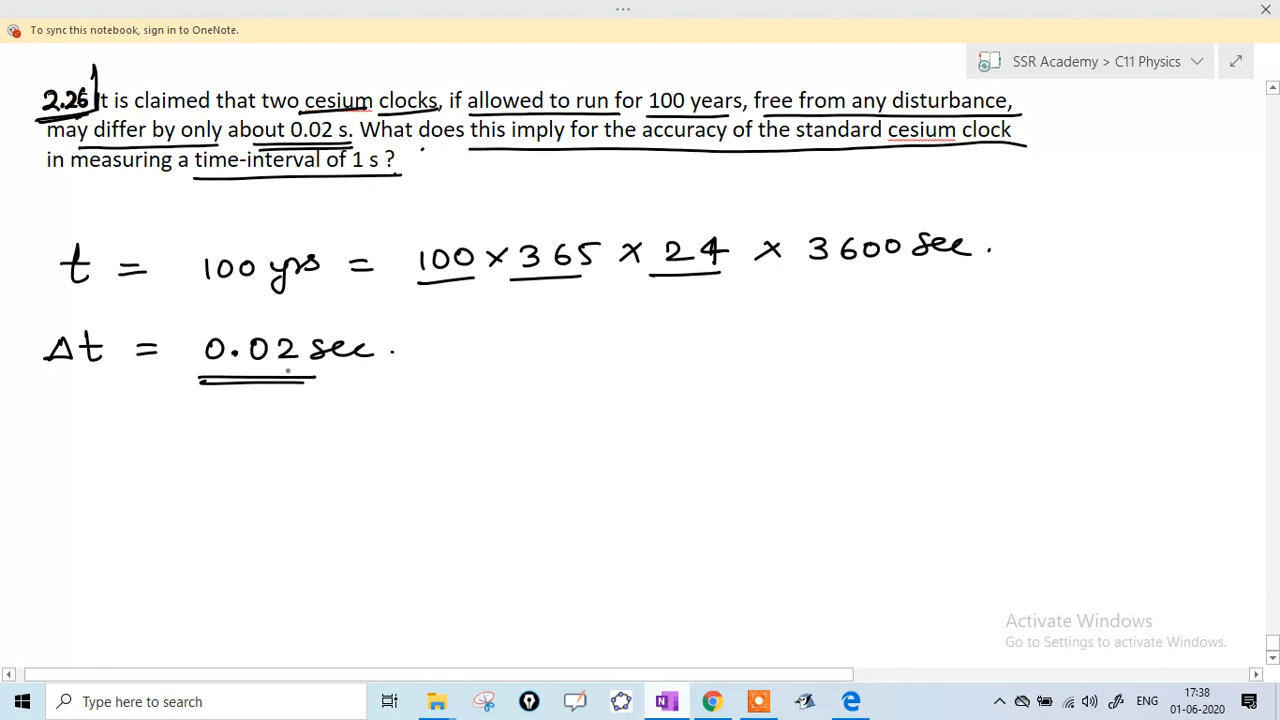 To sync this notebook, sign in to OneNote.
SSR Academy > C11 Physics
2.26 It is claimed that two cesium clocks, if allowed to run for 100 years, free from any disturbance,
may differ by only about 0.02 s. What does this imply for the accuracy of the standard cesium clock
in measuring a time-interval of 1 s ?
t = 100 yrs = 100 × 365 × 24 × 3600 sec.
Δt = 0.02 sec.
Activate Windows
Go to Settings to activate Windows.
Type here to search
ENG
17:38
01-06-2020